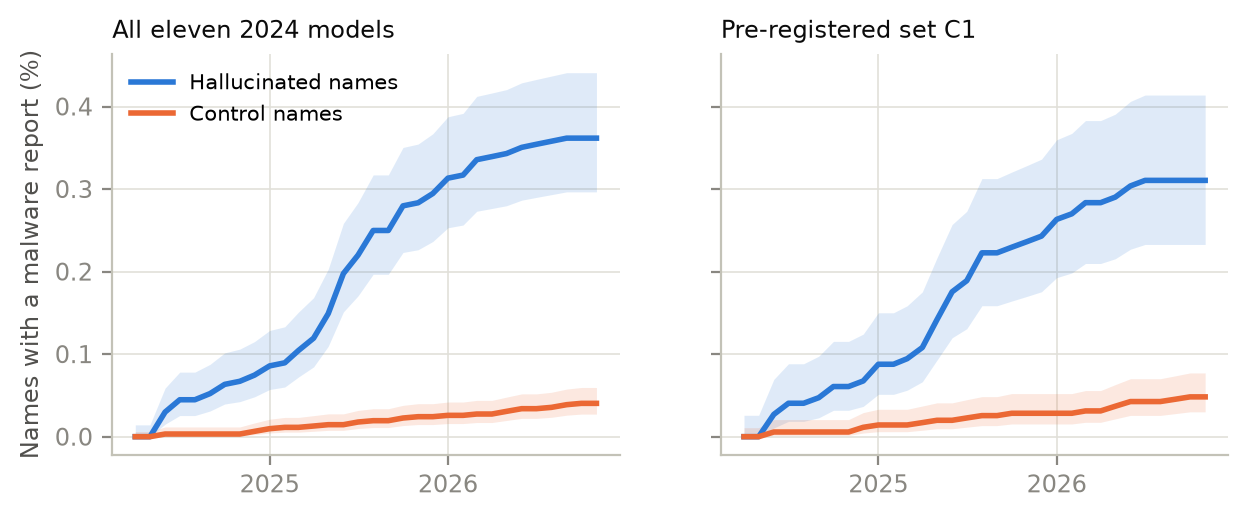 All eleven 2024 models
Pre-registered set C1
Names with a malware report (%)
Hallucinated names
Control names
0.4
0.3
0.2
0.1
0.0
2025
2026
2025
2026